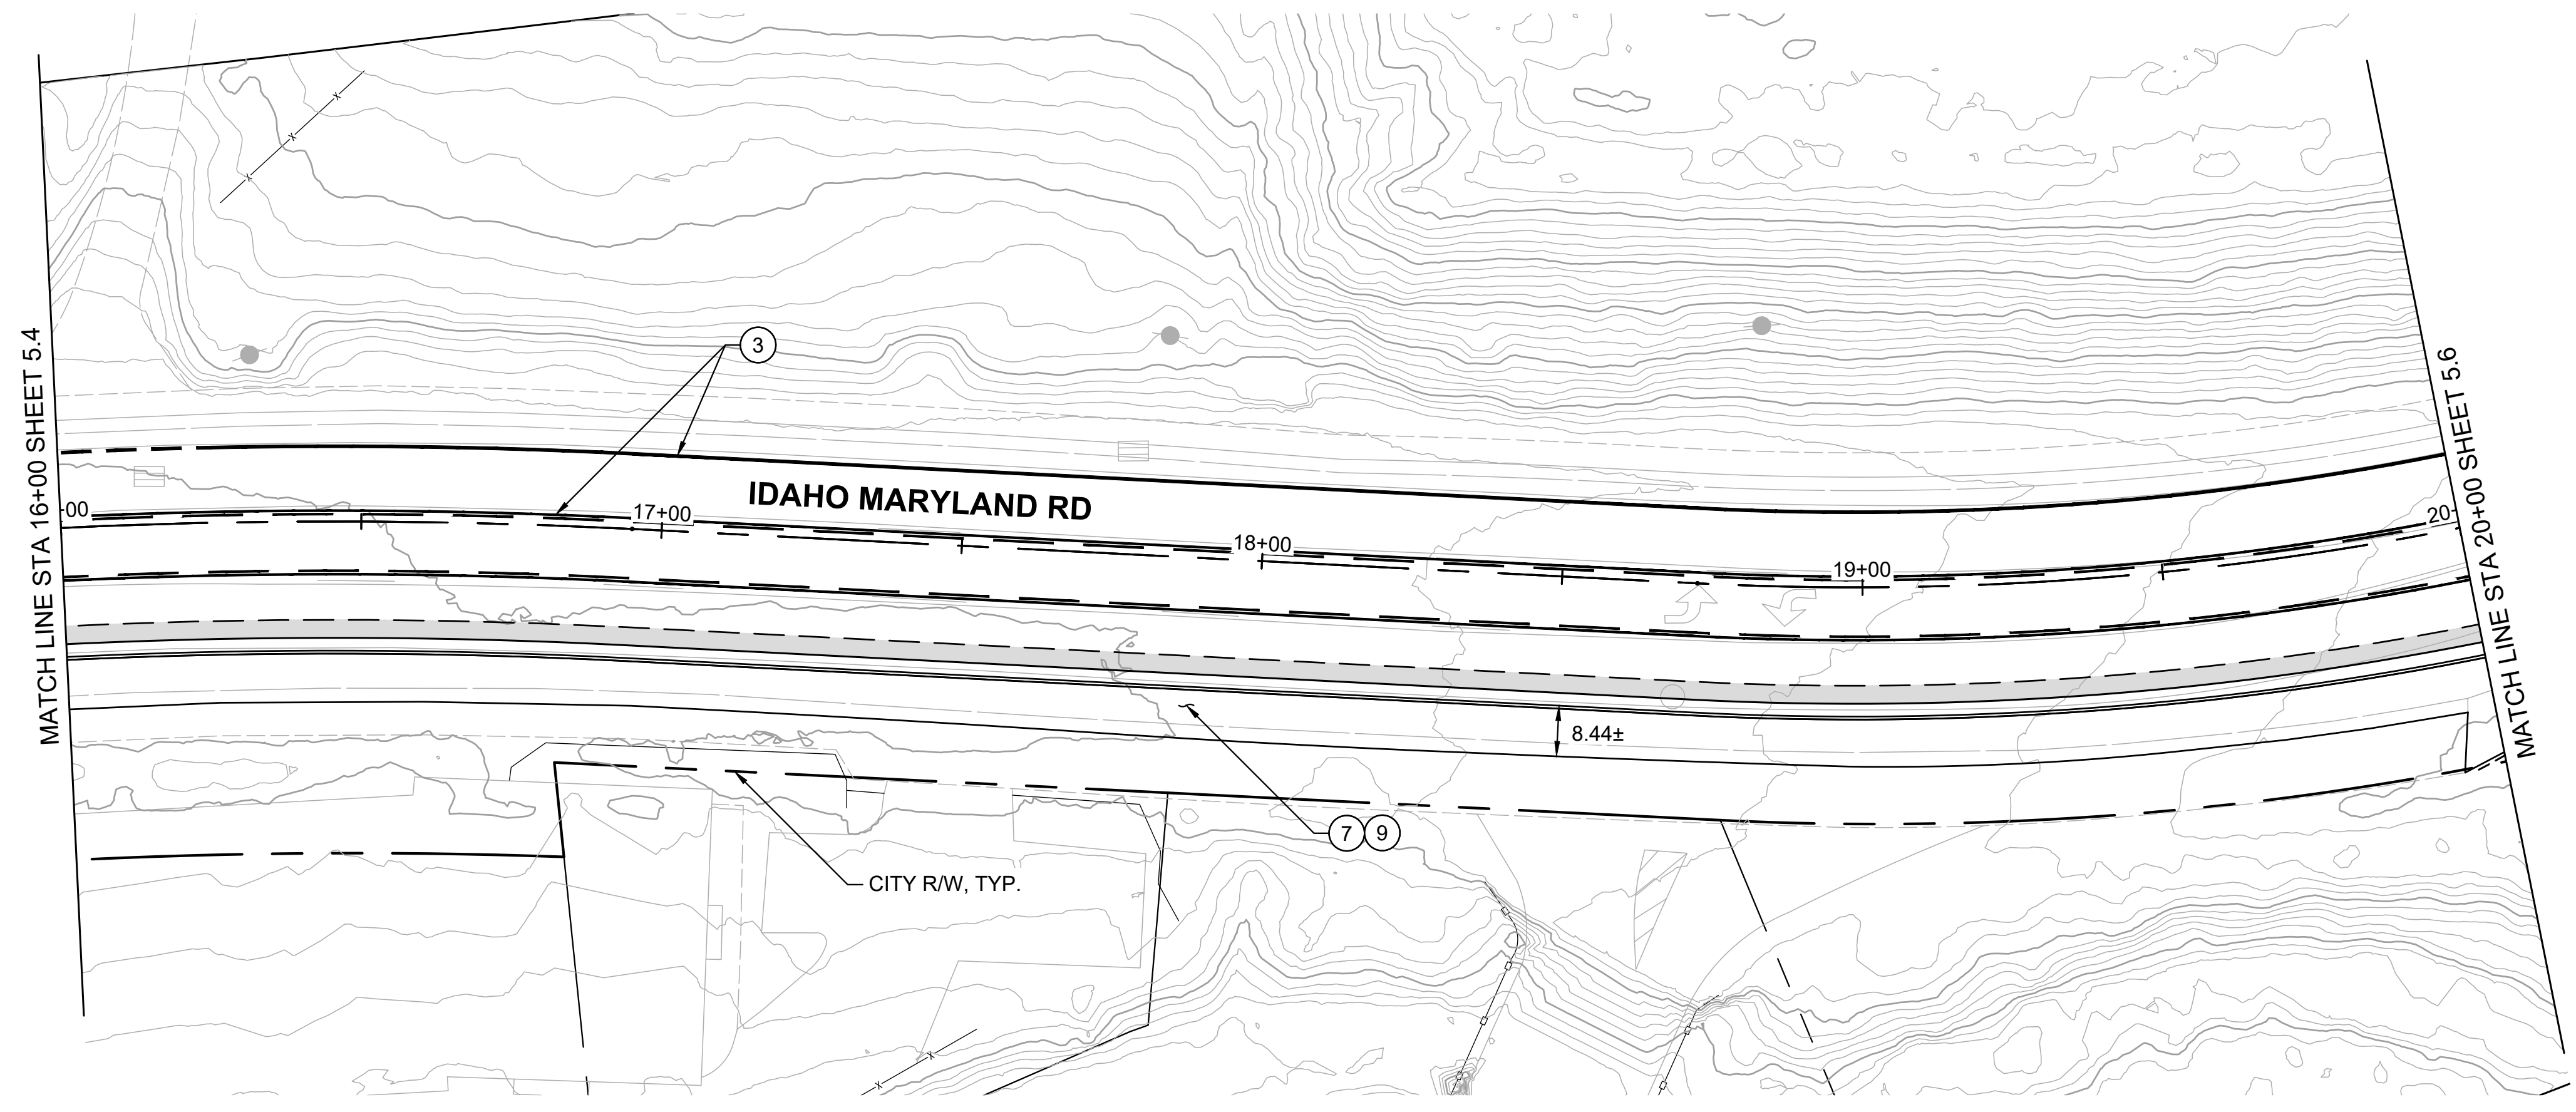 MATCH LINE STA 16+00 SHEET 5.4
3
-00
17+00
IDAHO MARYLAND RD
18+00
19+00
20-
MATCH LINE STA 20+00 SHEET 5.6
8.44±
7 9
CITY R/W, TYP.
X
X
X
X
X